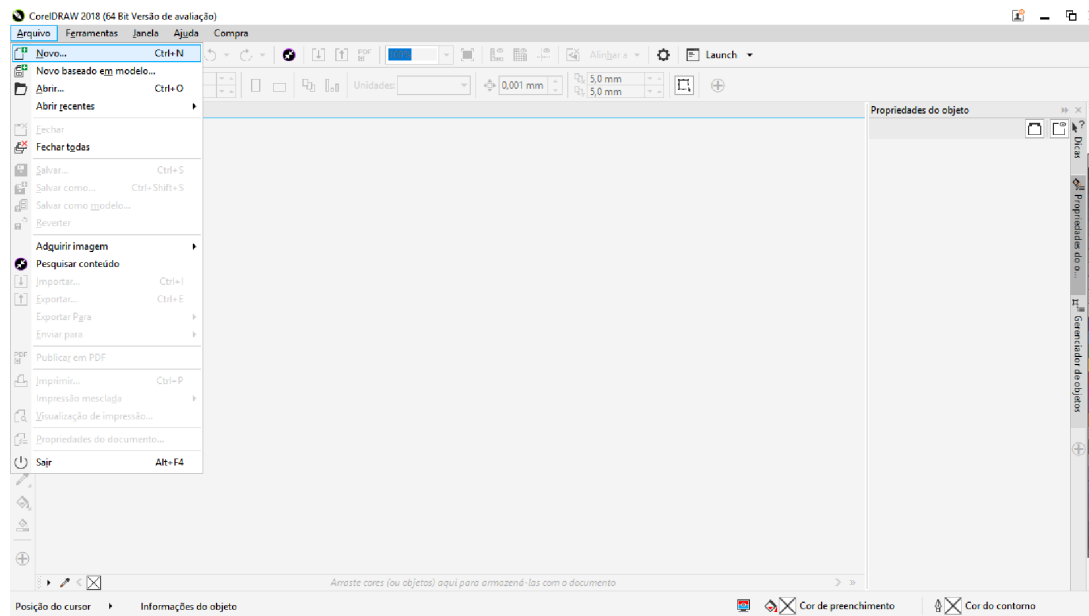 CorelDRAW 2018 (64 Bit Versão de avaliação)
Arquivo Ferramentas Janela Ajuda Compra
Novo... Ctrl+N
Novo baseado em modelo...
Abrir... Ctrl+O
Abrir recentes
Fechar
Fechar todas
Salvar... Ctrl+S
Salvar como... Ctrl+Shift+S
Salvar como modelo...
Reverter
Adquirir imagem
Pesquisar conteúdo
Importar... Ctrl+I
Exportar... Ctrl+E
Exportar Para
Enviar para
Publicar em PDF
Imprimir... Ctrl+P
Impressão mesclada
Visualização de impressão...
Propriedades do documento...
Sair Alt+F4
PDF Alinhar a Launch
Unidades: 0,001 mm 5,0 mm
5,0 mm
Propriedades do objeto
Dicas
Propriedades do o...
Gerenciador de objetos
Arraste cores (ou objetos) aqui para armazená-las com o documento
Posição do cursor Informações do objeto Cor de preenchimento Cor do contorno